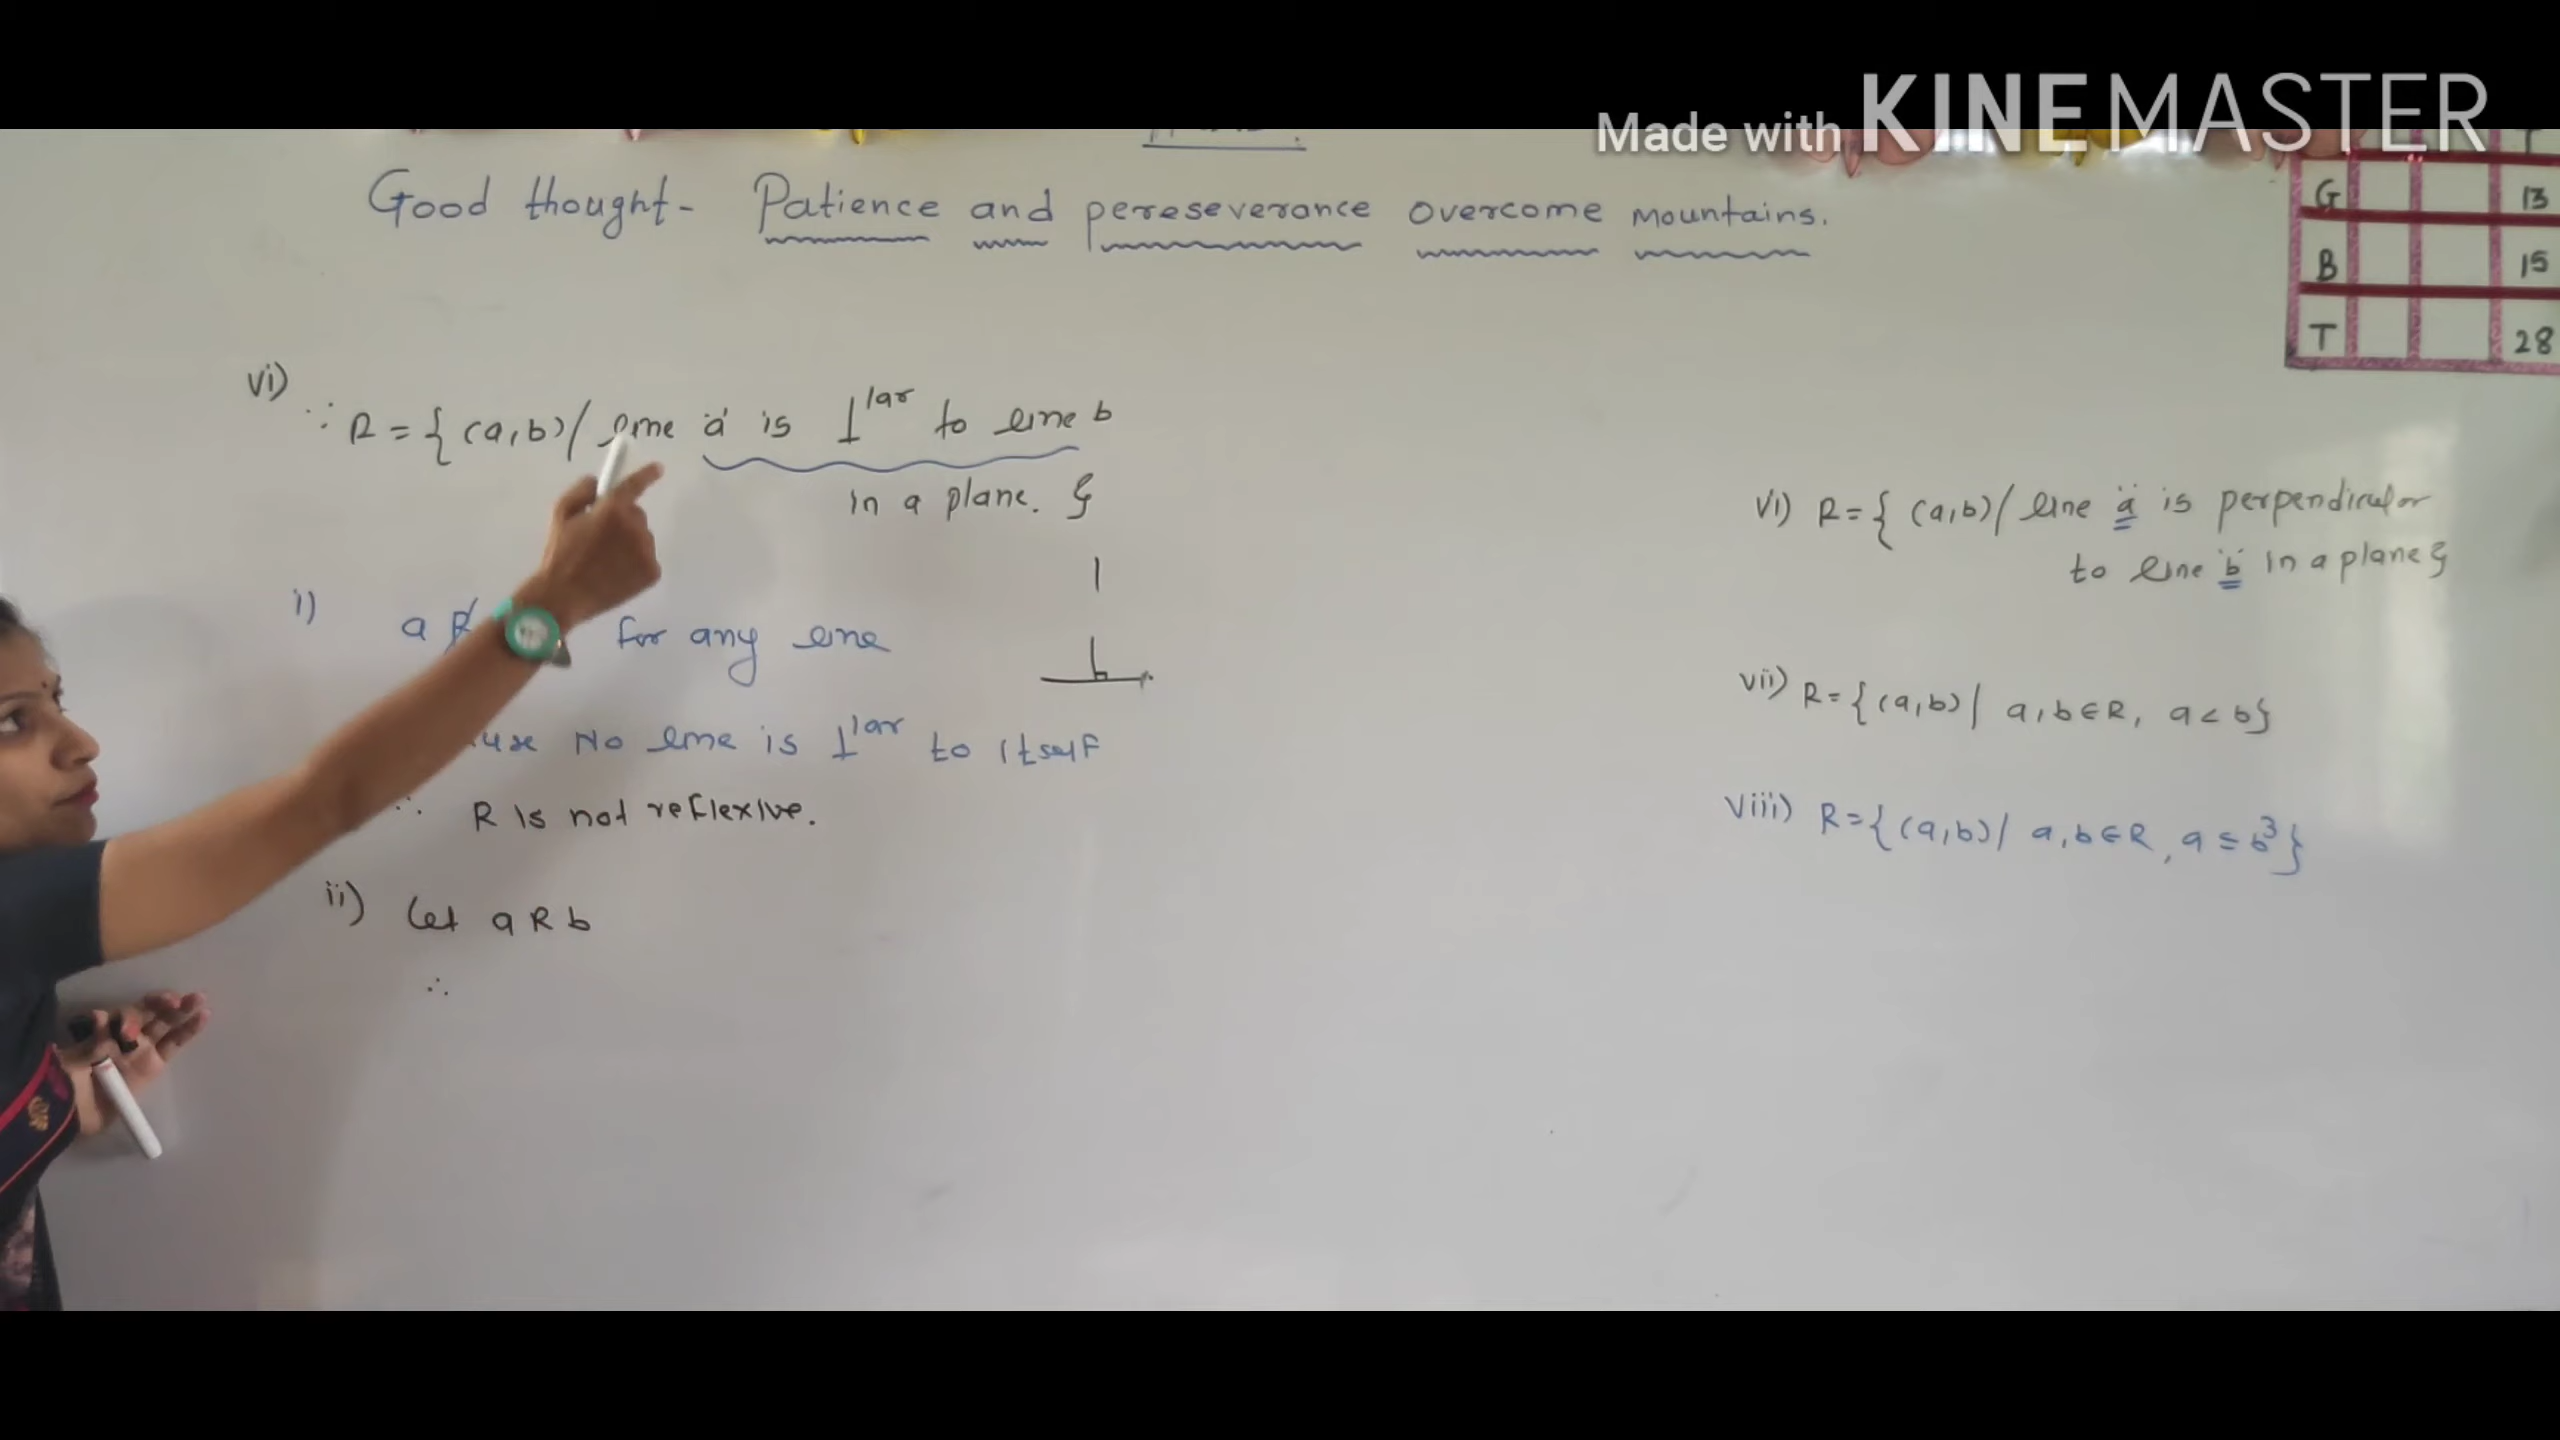 Made with KINEMASTER
Good thought- Patience and pereseverance overcome mountains.
G 13
B 15
T 28
vi)
∵ R = { (a,b) / line 'a' is ⊥lar to line b
in a plane. }
i) a R̸ for any line
No line is ⊥lar to itself
∴ R is not reflexive.
ii) Let a R b
∴
vi) R = { (a,b) / line 'a' is perpendicular
to line 'b' in a plane }
vii) R = { (a,b) | a,b ∈ R, a < b }
viii) R = { (a,b) / a,b ∈ R, a ≤ b³ }